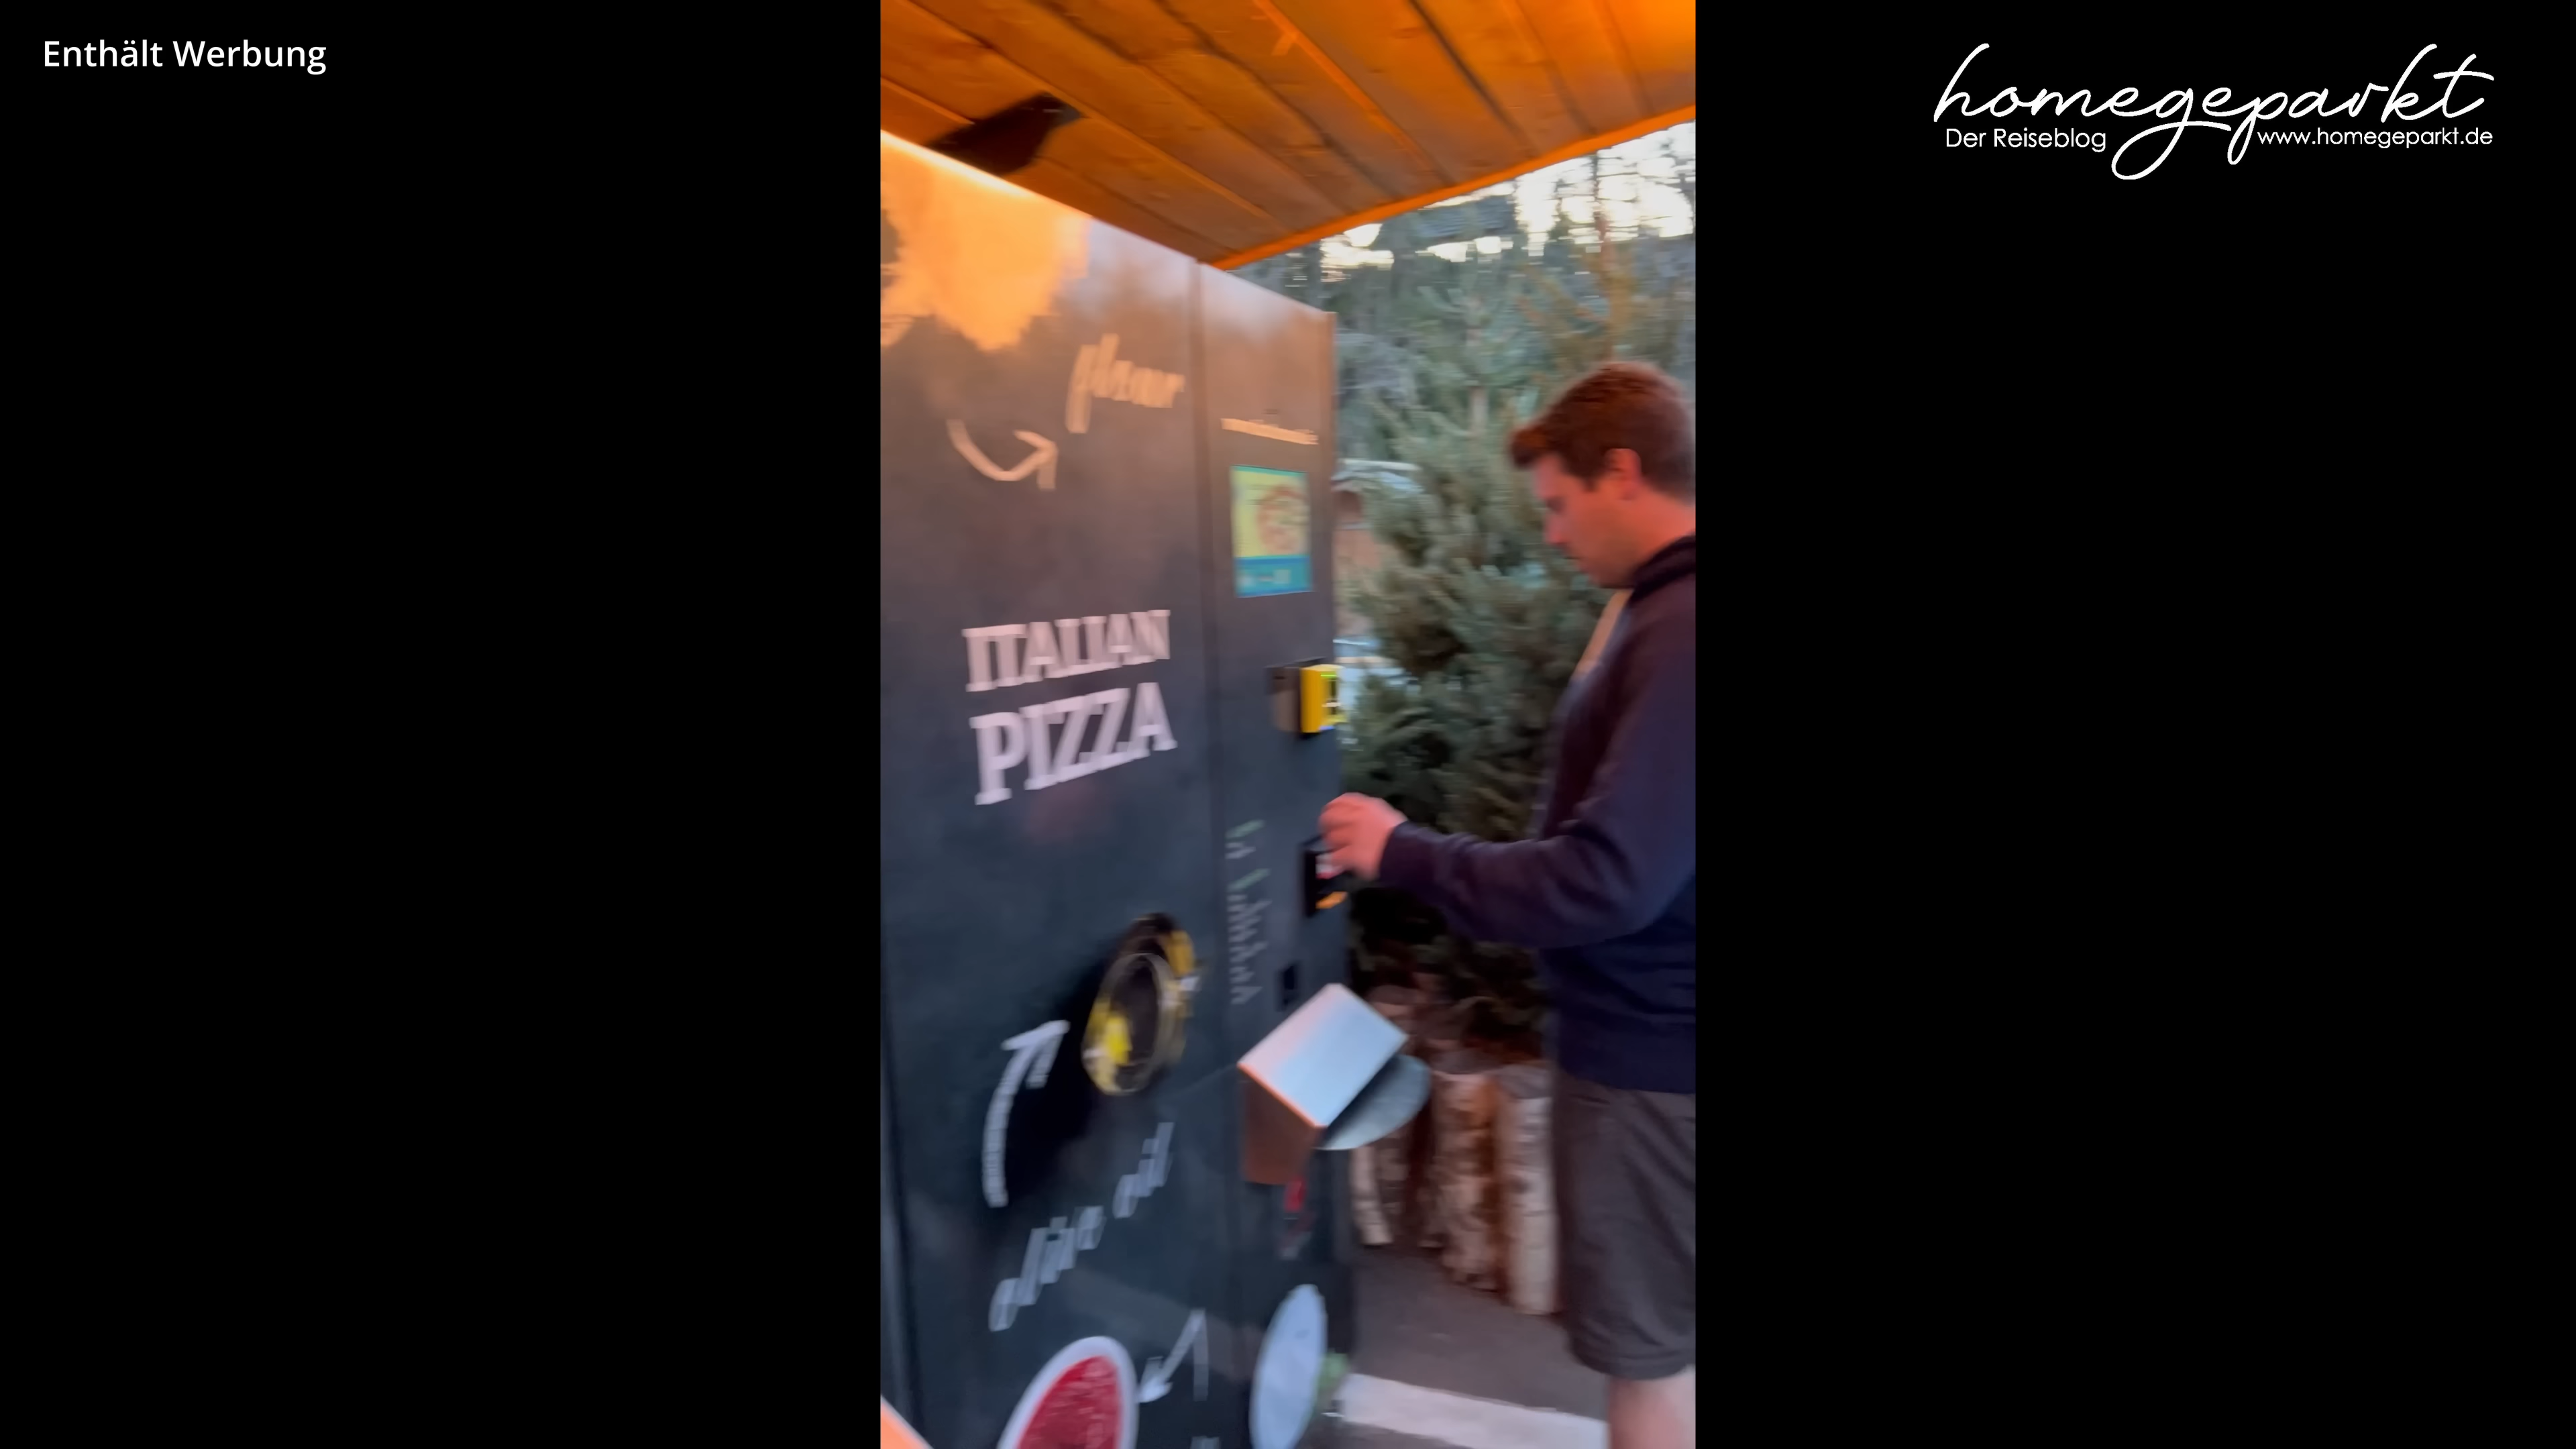 Enthält Werbung
homegeparkt
Der Reiseblog
www.homegeparkt.de
ITALIAN
PIZZA
olive oil